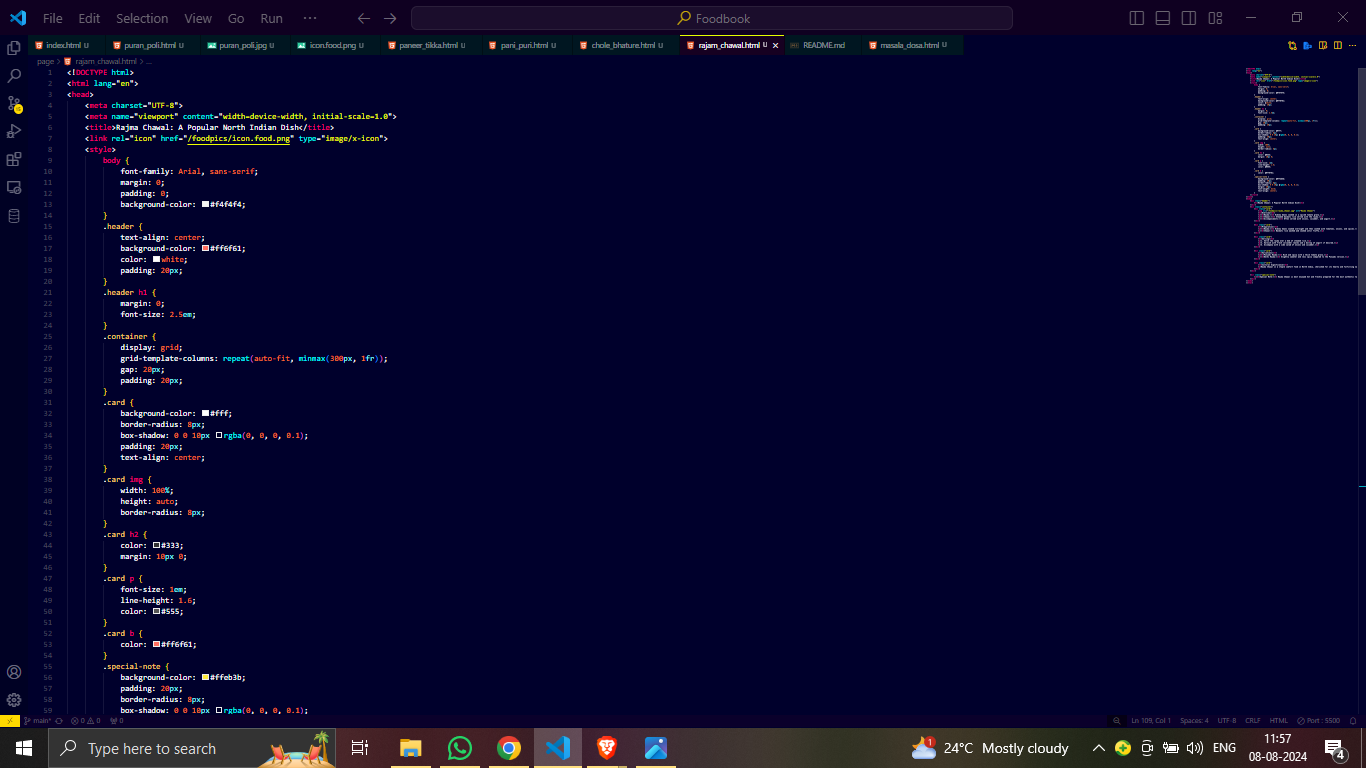 File Edit Selection View Go Run ··· Foodbook
index.html U puran_poli.html U puran_poli.jpg U icon.food.png U paneer_tikka.html U pani_puri.html U chole_bhature.html U rajam_chawal.html U README.md masala_dosa.html U
page > rajam_chawal.html > ...
1 <!DOCTYPE html>
2 <html lang="en">
3 <head>
4 <meta charset="UTF-8">
5 <meta name="viewport" content="width=device-width, initial-scale=1.0">
6 <title>Rajma Chawal: A Popular North Indian Dish</title>
7 <link rel="icon" href="/foodpics/icon.food.png" type="image/x-icon">
8 <style>
9 body {
10 font-family: Arial, sans-serif;
11 margin: 0;
12 padding: 0;
13 background-color: #f4f4f4;
14 }
15 .header {
16 text-align: center;
17 background-color: #ff6f61;
18 color: white;
19 padding: 20px;
20 }
21 .header h1 {
22 margin: 0;
23 font-size: 2.5em;
24 }
25 .container {
26 display: grid;
27 grid-template-columns: repeat(auto-fit, minmax(300px, 1fr));
28 gap: 20px;
29 padding: 20px;
30 }
31 .card {
32 background-color: #fff;
33 border-radius: 8px;
34 box-shadow: 0 0 10px rgba(0, 0, 0, 0.1);
35 padding: 20px;
36 text-align: center;
37 }
38 .card img {
39 width: 100%;
40 height: auto;
41 border-radius: 8px;
42 }
43 .card h2 {
44 color: #333;
45 margin: 10px 0;
46 }
47 .card p {
48 font-size: 1em;
49 line-height: 1.6;
50 color: #555;
51 }
52 .card b {
53 color: #ff6f61;
54 }
55 .special-note {
56 background-color: #ffeb3b;
57 padding: 20px;
58 border-radius: 8px;
59 box-shadow: 0 0 10px rgba(0, 0, 0, 0.1);
main* 0 0 0 Ln 109, Col 1 Spaces: 4 UTF-8 CRLF HTML Port : 5500
Type here to search 1 24°C Mostly cloudy ENG 11:57
08-08-2024 4